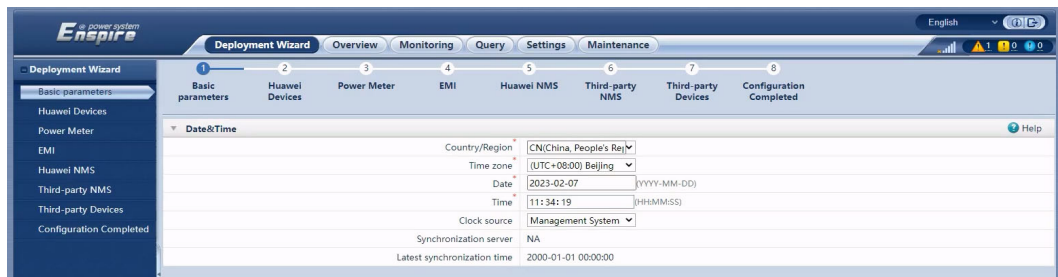 @ power system
Enspire
English
Deployment Wizard Overview Monitoring Query Settings Maintenance
1 0 0
Deployment Wizard
Basic parameters
Huawei Devices
Power Meter
EMI
Huawei NMS
Third-party NMS
Third-party Devices
Configuration Completed
1 2 3 4 5 6 7 8
Basic parameters
Huawei Devices
Power Meter
EMI
Huawei NMS
Third-party NMS
Third-party Devices
Configuration Completed
Date&Time
Help
Country/Region* CN(China, People's Rep
Time zone* (UTC+08:00) Beijing
Date* 2023-02-07 (YYYY-MM-DD)
Time* 11:34:19 (HH:MM:SS)
Clock source Management System
Synchronization server NA
Latest synchronization time 2000-01-01 00:00:00